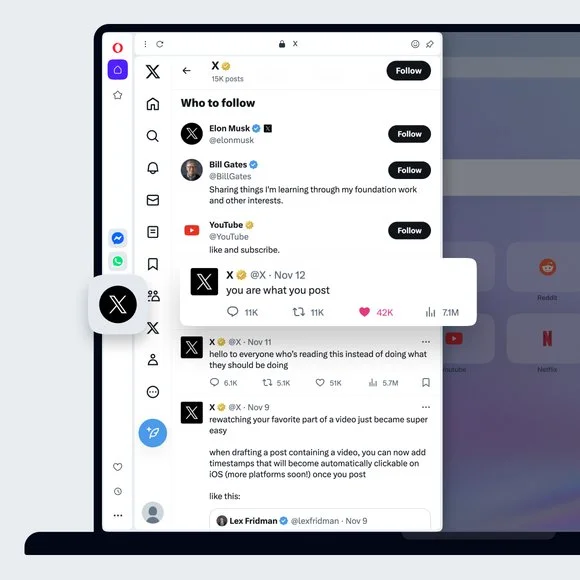 X
X
15K posts
Follow
Who to follow
Elon Musk
@elonmusk
Follow
Bill Gates
@BillGates
Follow
Sharing things I'm learning through my foundation work
and other interests.
YouTube
@YouTube
Follow
like and subscribe.
X @X · Nov 12
you are what you post
11K 11K 42K 7.1M
X @X · Nov 11
hello to everyone who's reading this instead of doing what
they should be doing
6.1K 5.1K 51K 5.7M
X @X · Nov 9
rewatching your favorite part of a video just became super
easy
when drafting a post containing a video, you can now add
timestamps that will become automatically clickable on
iOS (more platforms soon!) once you post
like this:
Lex Fridman @lexfridman · Nov 9
Reddit
outube
Netflix